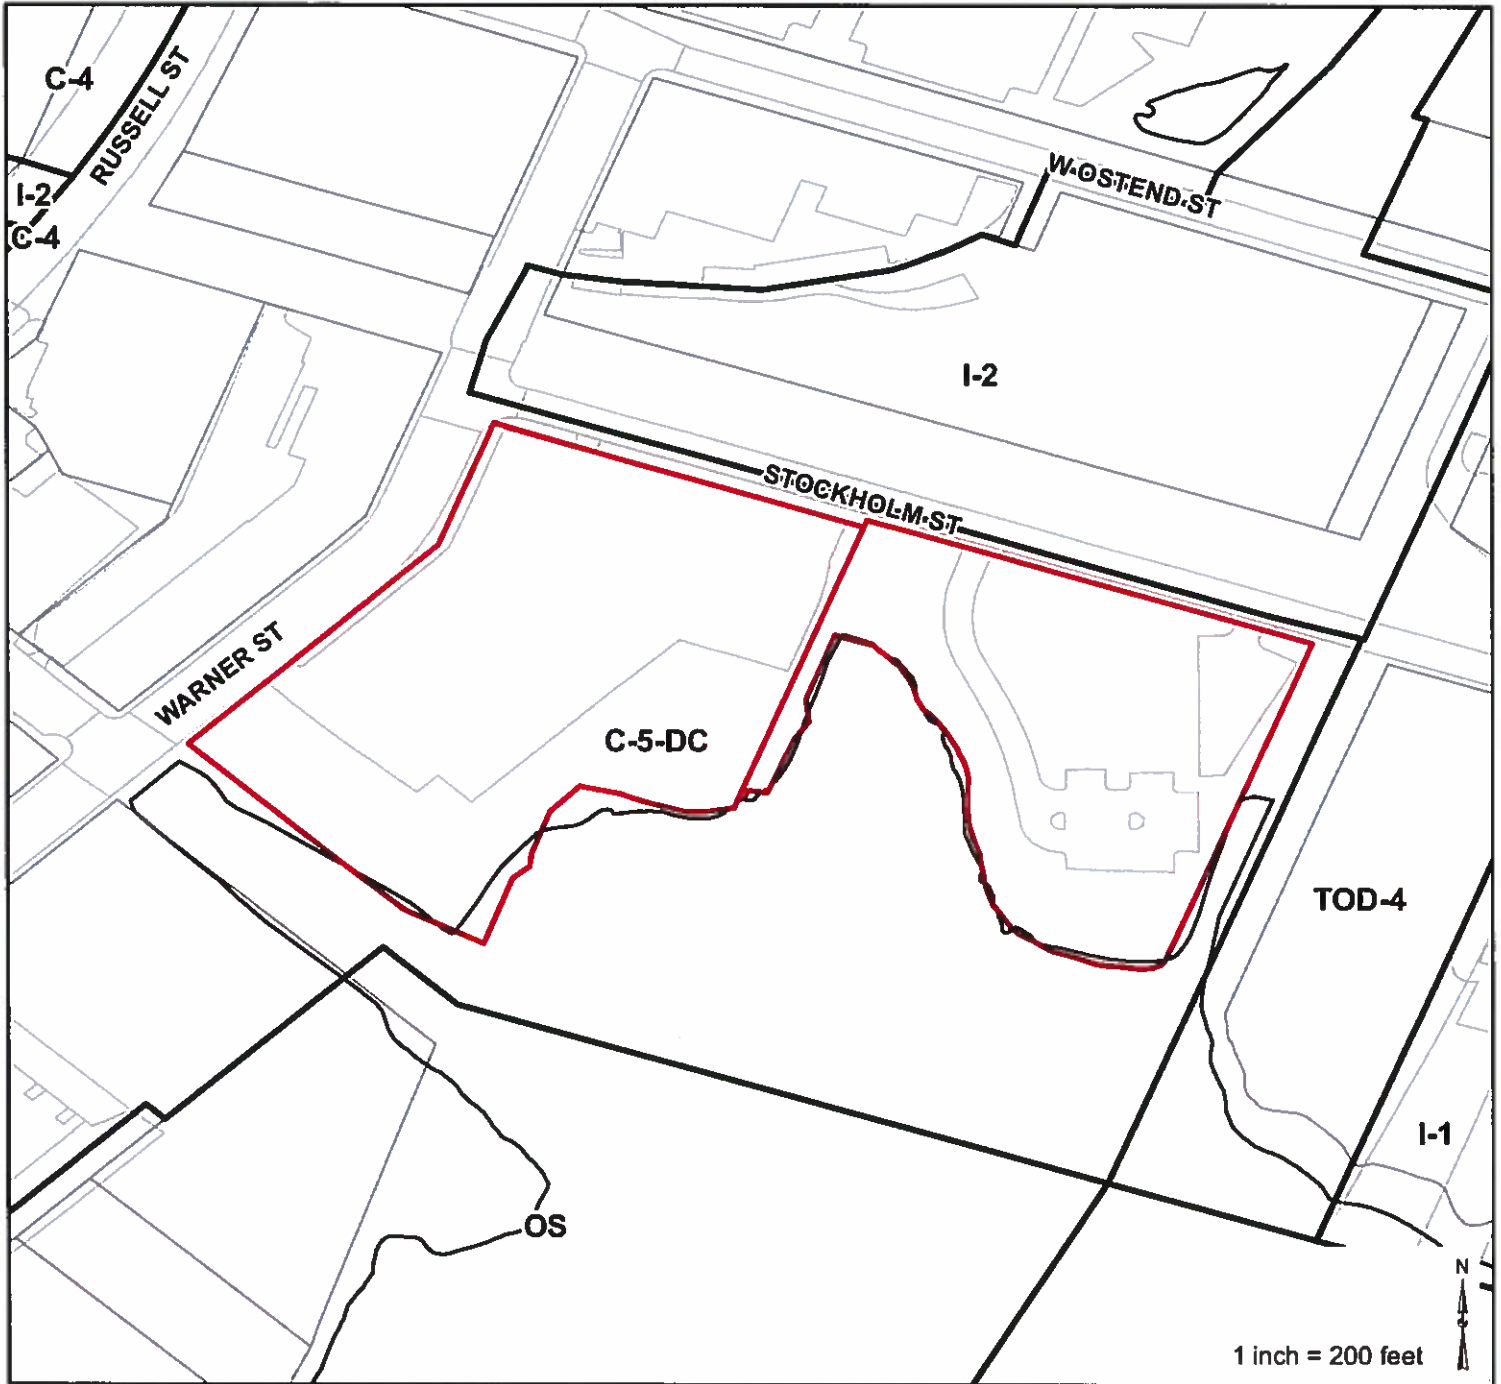 C-4
RUSSELL ST
I-2
C-4
W OSTEND ST
I-2
STOCKHOLM ST
WARNER ST
C-5-DC
TOD-4
I-1
OS
N
1 inch = 200 feet